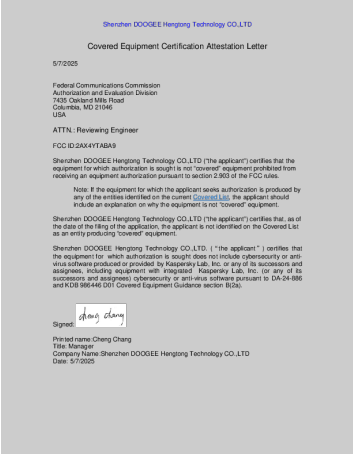 Shenzhen DOOGEE Hengtong Technology CO.,LTD
Covered Equipment Certification Attestation Letter
5/7/2025
Federal Communications Commission
Authorization and Evaluation Division
7435 Oakland Mills Road
Columbia, MD 21046
USA
ATTN.: Reviewing Engineer
FCC ID:2AX4YTABA9
Shenzhen DOOGEE Hengtong Technology CO.,LTD ("the applicant") certifies that the
equipment for which authorization is sought is not "covered" equipment prohibited from
receiving an equipment authorization pursuant to section 2.903 of the FCC rules.
Note: If the equipment for which the applicant seeks authorization is produced by
any of the entities identified on the current Covered List, the applicant should
include an explanation on why the equipment is not "covered" equipment.
Shenzhen DOOGEE Hengtong Technology CO.,LTD ("the applicant") certifies that, as of
the date of the filing of the application, the applicant is not identified on the Covered List
as an entity producing "covered" equipment.
Shenzhen DOOGEE Hengtong Technology CO.,LTD. ( "the applicant" ) certifies that
the equipment for which authorization is sought does not include cybersecurity or anti-
virus software produced or provided by Kaspersky Lab, Inc. or any of its successors and
assignees, including equipment with integrated Kaspersky Lab, Inc. (or any of its
successors and assignees) cybersecurity or anti-virus software pursuant to DA-24-886
and KDB 986446 D01 Covered Equipment Guidance section B(2a).
Signed: cheng chang
Printed name:Cheng Chang
Title: Manager
Company Name:Shenzhen DOOGEE Hengtong Technology CO.,LTD
Date: 5/7/2025